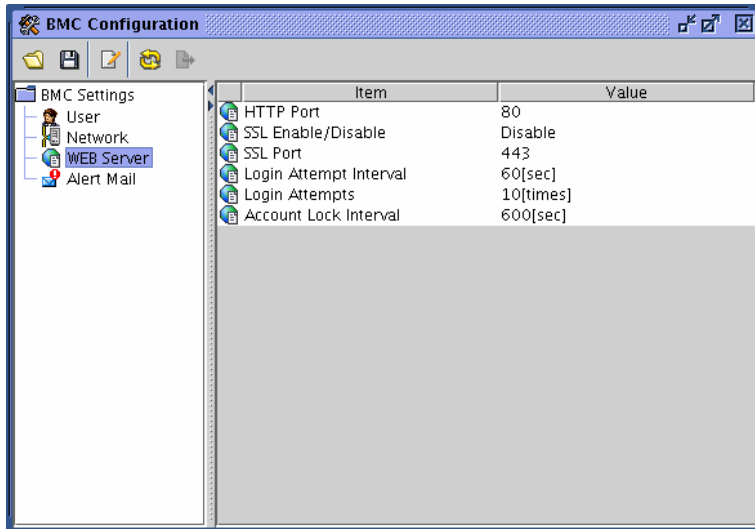 BMC Configuration
BMC Settings
User
Network
WEB Server
Alert Mail
Item Value
HTTP Port 80
SSL Enable/Disable Disable
SSL Port 443
Login Attempt Interval 60[sec]
Login Attempts 10[times]
Account Lock Interval 600[sec]